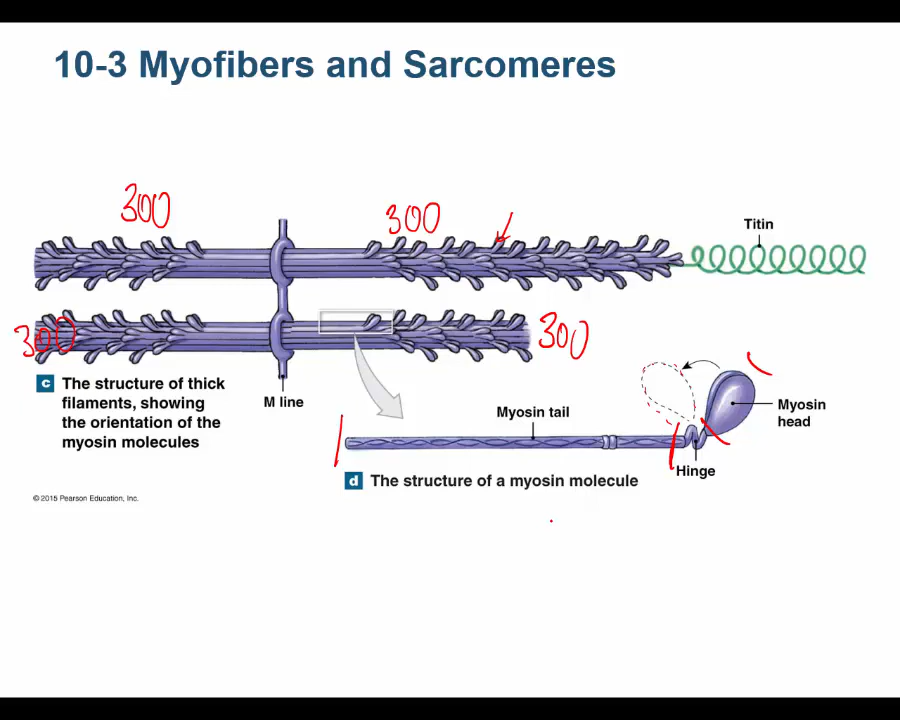 10-3 Myofibers and Sarcomeres
300
300
Titin
300
300
c The structure of thick
filaments, showing
the orientation of the
myosin molecules
M line
Myosin tail
Myosin
head
Hinge
d The structure of a myosin molecule
© 2015 Pearson Education, Inc.